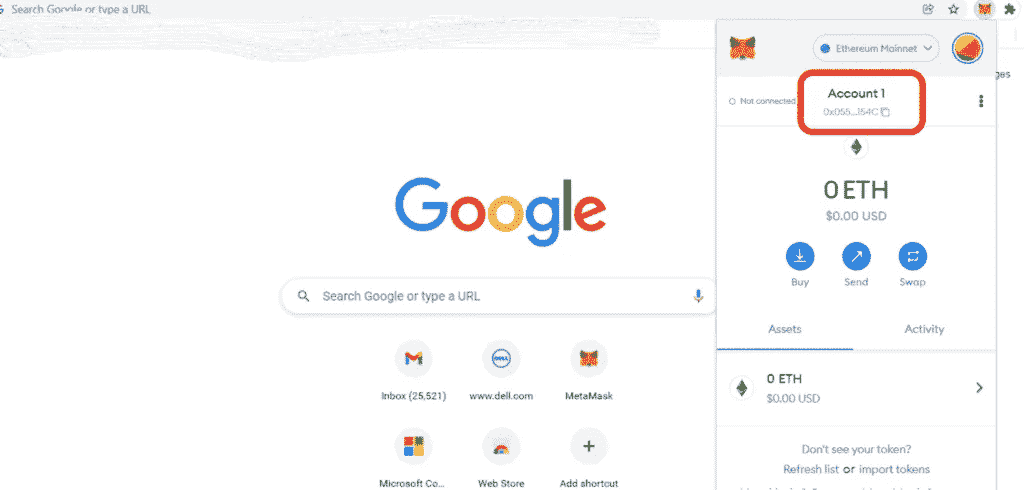 Search Google or type a URL
Ethereum Mainnet
ges
Not connected
Account 1
0x055...154C
0 ETH
$0.00 USD
Buy
Send
Swap
Google
Search Google or type a URL
Assets
Activity
Inbox (25,521)
www.dell.com
MetaMask
0 ETH
$0.00 USD
Microsoft Co...
Web Store
Add shortcut
Don't see your token?
Refresh list or import tokens